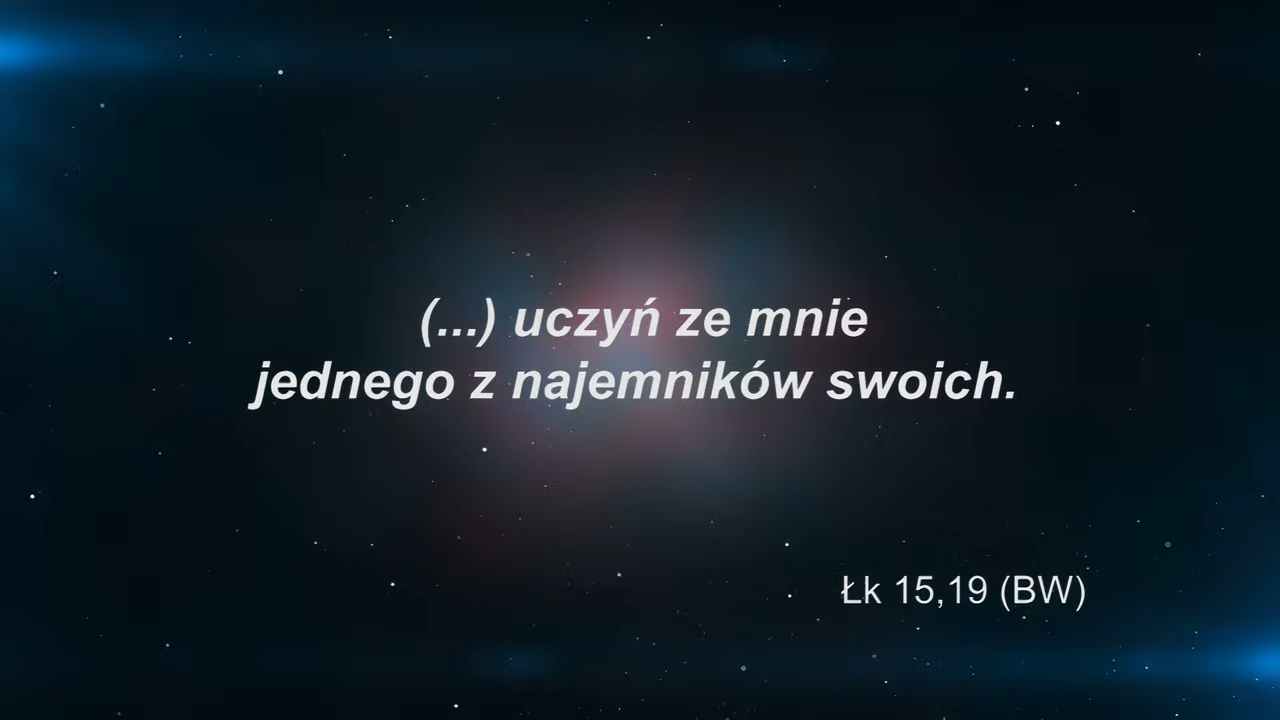 (...) uczyń ze mnie
jednego z najemników swoich.
Łk 15,19 (BW)